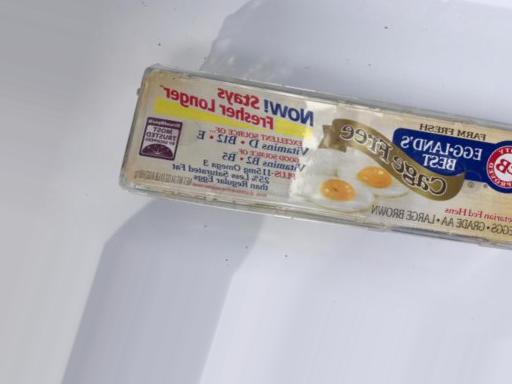 FARM FRESH
EGG·LAND'S
BEST
Cage Free
Vegetarian Fed Hens
EGGS • GRADE AA • LARGE BROWN
NOW! Stays
Fresher Longer
EXCELLENT SOURCE OF...
Vitamins D • B12 • E
GOOD SOURCE OF
Vitamins B2 • B5
PLUS
115mg Omega 3
25% Less Saturated Fat
than Regular Eggs
MOST
TRUSTED